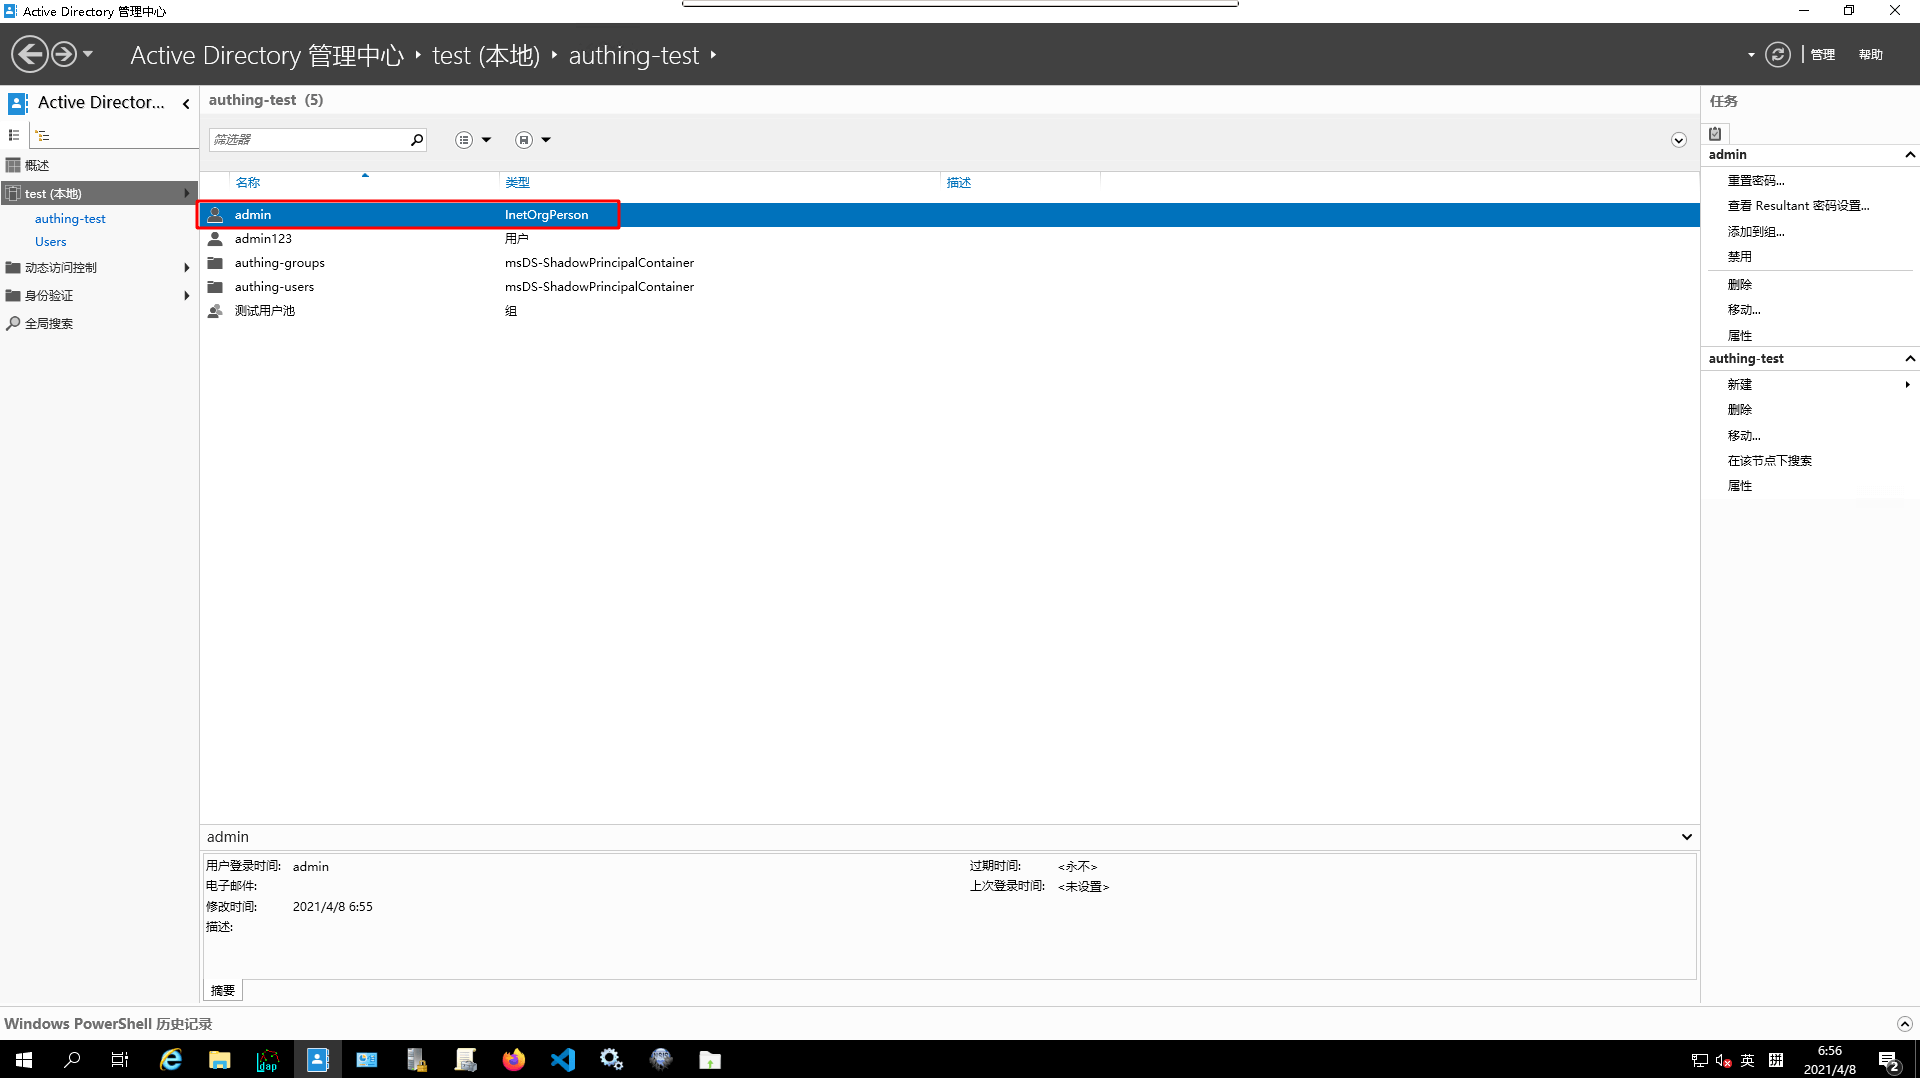 Active Directory 管理中心
Active Directory 管理中心 test (本地) authing-test
管理 帮助
Active Director...
概述
test (本地)
authing-test
Users
动态访问控制
身份验证
全局搜索
authing-test (5)
筛选器
名称 类型 描述
admin InetOrgPerson
admin123 用户
authing-groups msDS-ShadowPrincipalContainer
authing-users msDS-ShadowPrincipalContainer
测试用户池 组
admin
用户登录时间: admin 过期时间: <永不>
电子邮件: 上次登录时间: <未设置>
修改时间: 2021/4/8 6:55
描述:
摘要
任务
admin
重置密码...
查看 Resultant 密码设置...
添加到组...
禁用
删除
移动...
属性
authing-test
新建
删除
移动...
在该节点下搜索
属性
Windows PowerShell 历史记录
dap
英
拼
6:56
2021/4/8
2